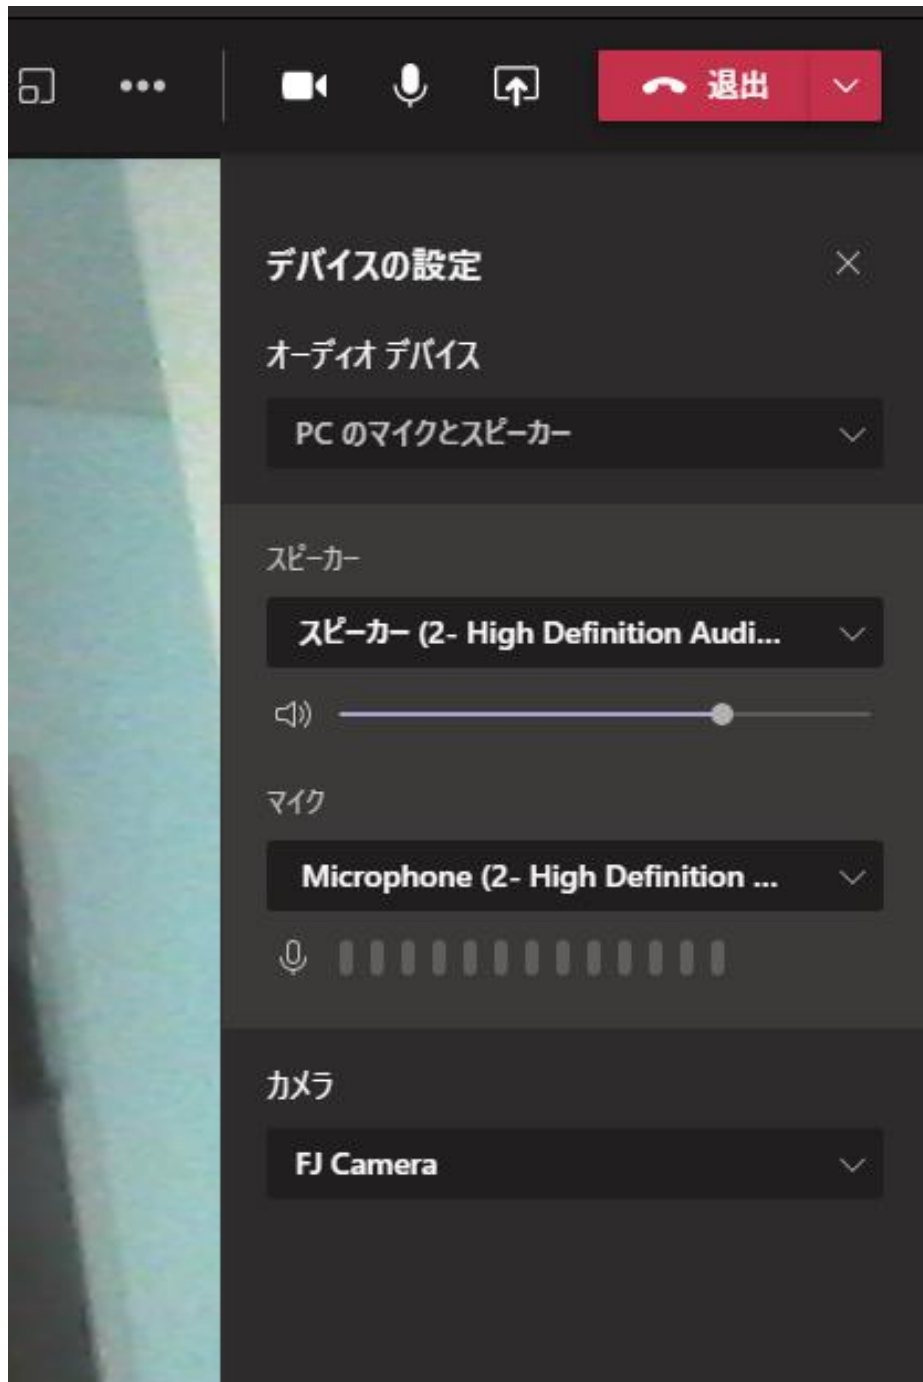 退出
デバイスの設定
オーディオ デバイス
PC のマイクとスピーカー
スピーカー
スピーカー (2- High Definition Audi...
マイク
Microphone (2- High Definition ...
カメラ
FJ Camera